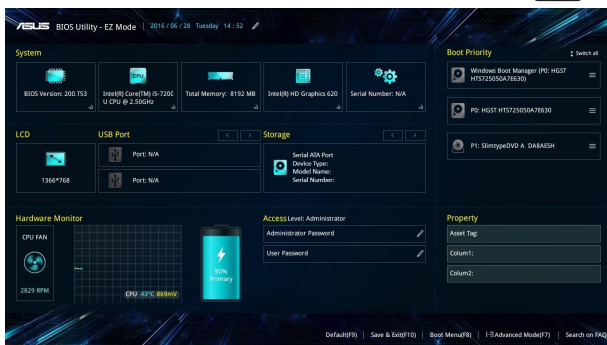 ASUS BIOS Utility - EZ Mode 2016 / 06 / 28 Tuesday 14 : 52
System
BIOS Version: 200.T53
CPU
Intel(R) Core(TM) i5-7200
U CPU @ 2.50GHz
Total Memory: 8192 MB
Intel(R) HD Graphics 620
Serial Number: N/A
Boot Priority
Switch all
Windows Boot Manager (P0: HGST
HTS725050A7E630)
P0: HGST HTS725050A7E630
P1: SlimtypeDVD A DA8AESH
LCD
1366*768
USB Port
Port: N/A
Port: N/A
Storage
Serial ATA Port
Device Type:
Model Name:
Serial Number:
Hardware Monitor
CPU FAN
2829 RPM
CPU 43°C 869mV
90%
Primary
Access Level: Administrator
Administrator Password
User Password
Property
Asset Tag:
Colum1:
Colum2:
Default(F9) Save & Exit(F10) Boot Menu(F8) Advanced Mode(F7) Search on FAQ